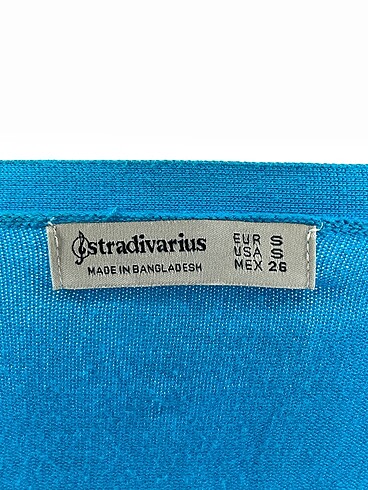 stradivarius
MADE IN BANGLADESH
EUR S
USA S
MEX 26